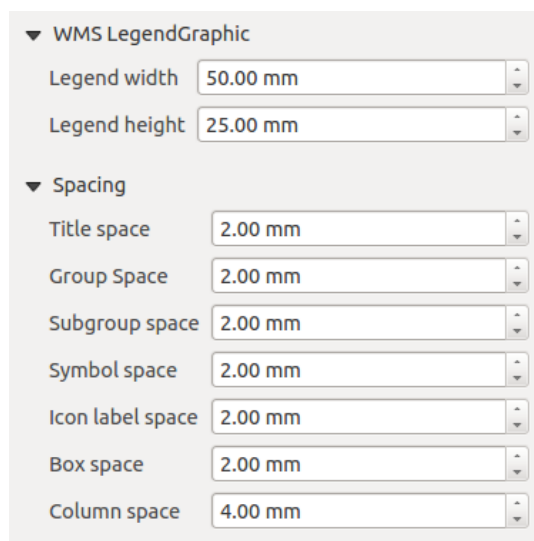 WMS LegendGraphic
Legend width 50.00 mm
Legend height 25.00 mm
Spacing
Title space 2.00 mm
Group Space 2.00 mm
Subgroup space 2.00 mm
Symbol space 2.00 mm
Icon label space 2.00 mm
Box space 2.00 mm
Column space 4.00 mm